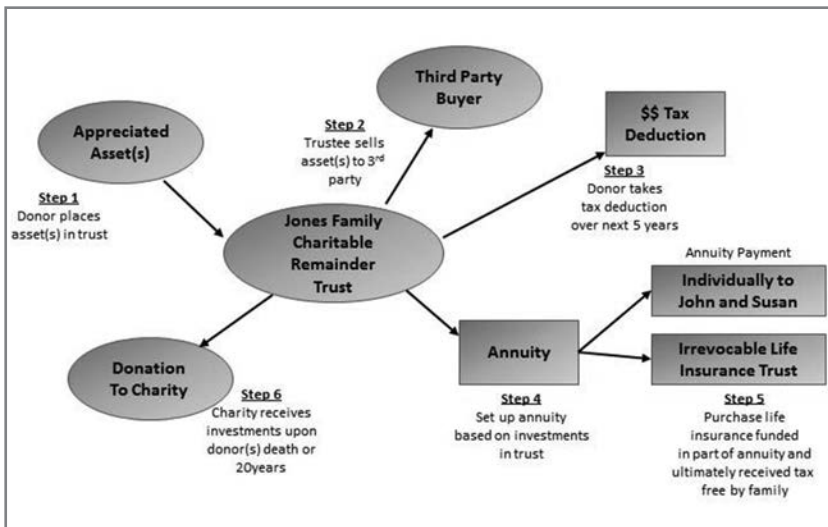 Appreciated
Asset(s)
Step 1
Donor places
asset(s) in trust
Third Party
Buyer
Step 2
Trustee sells
asset(s) to 3rd
party
$$ Tax
Deduction
Step 3
Donor takes
tax deduction
over next 5 years
Jones Family
Charitable
Remainder
Trust
Annuity Payment
Individually to
John and Susan
Annuity
Step 4
Set up annuity
based on investments
in trust
Irrevocable Life
Insurance Trust
Step 5
Purchase life
insurance funded
in part of annuity and
ultimately received tax
free by family
Donation
To Charity
Step 6
Charity receives
investments upon
donor(s) death or
20years